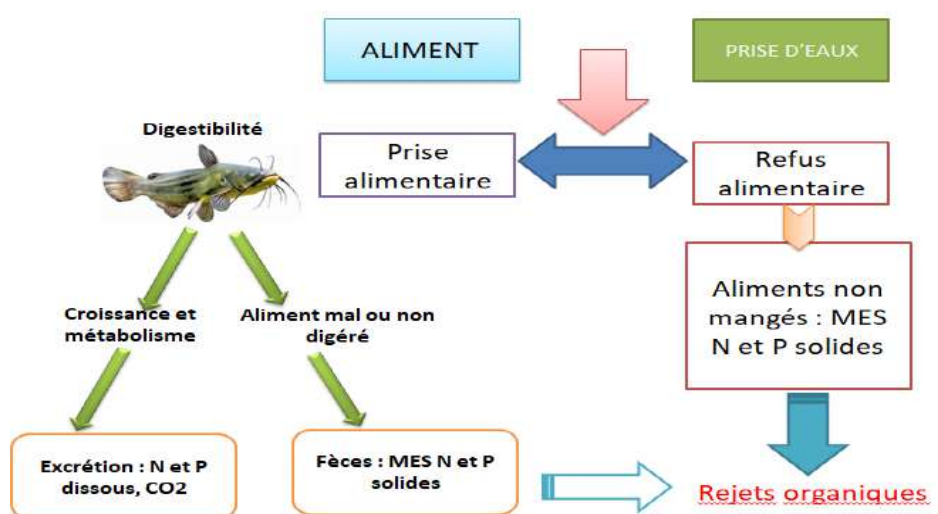 ALIMENT
PRISE D'EAUX
Digestibilité
Prise
alimentaire
Refus
alimentaire
Croissance et
métabolisme
Aliment mal ou non
digéré
Aliments non
mangés : MES
N et P solides
Excrétion : N et P
dissous, CO2
Fèces : MES N et P
solides
Rejets organiques